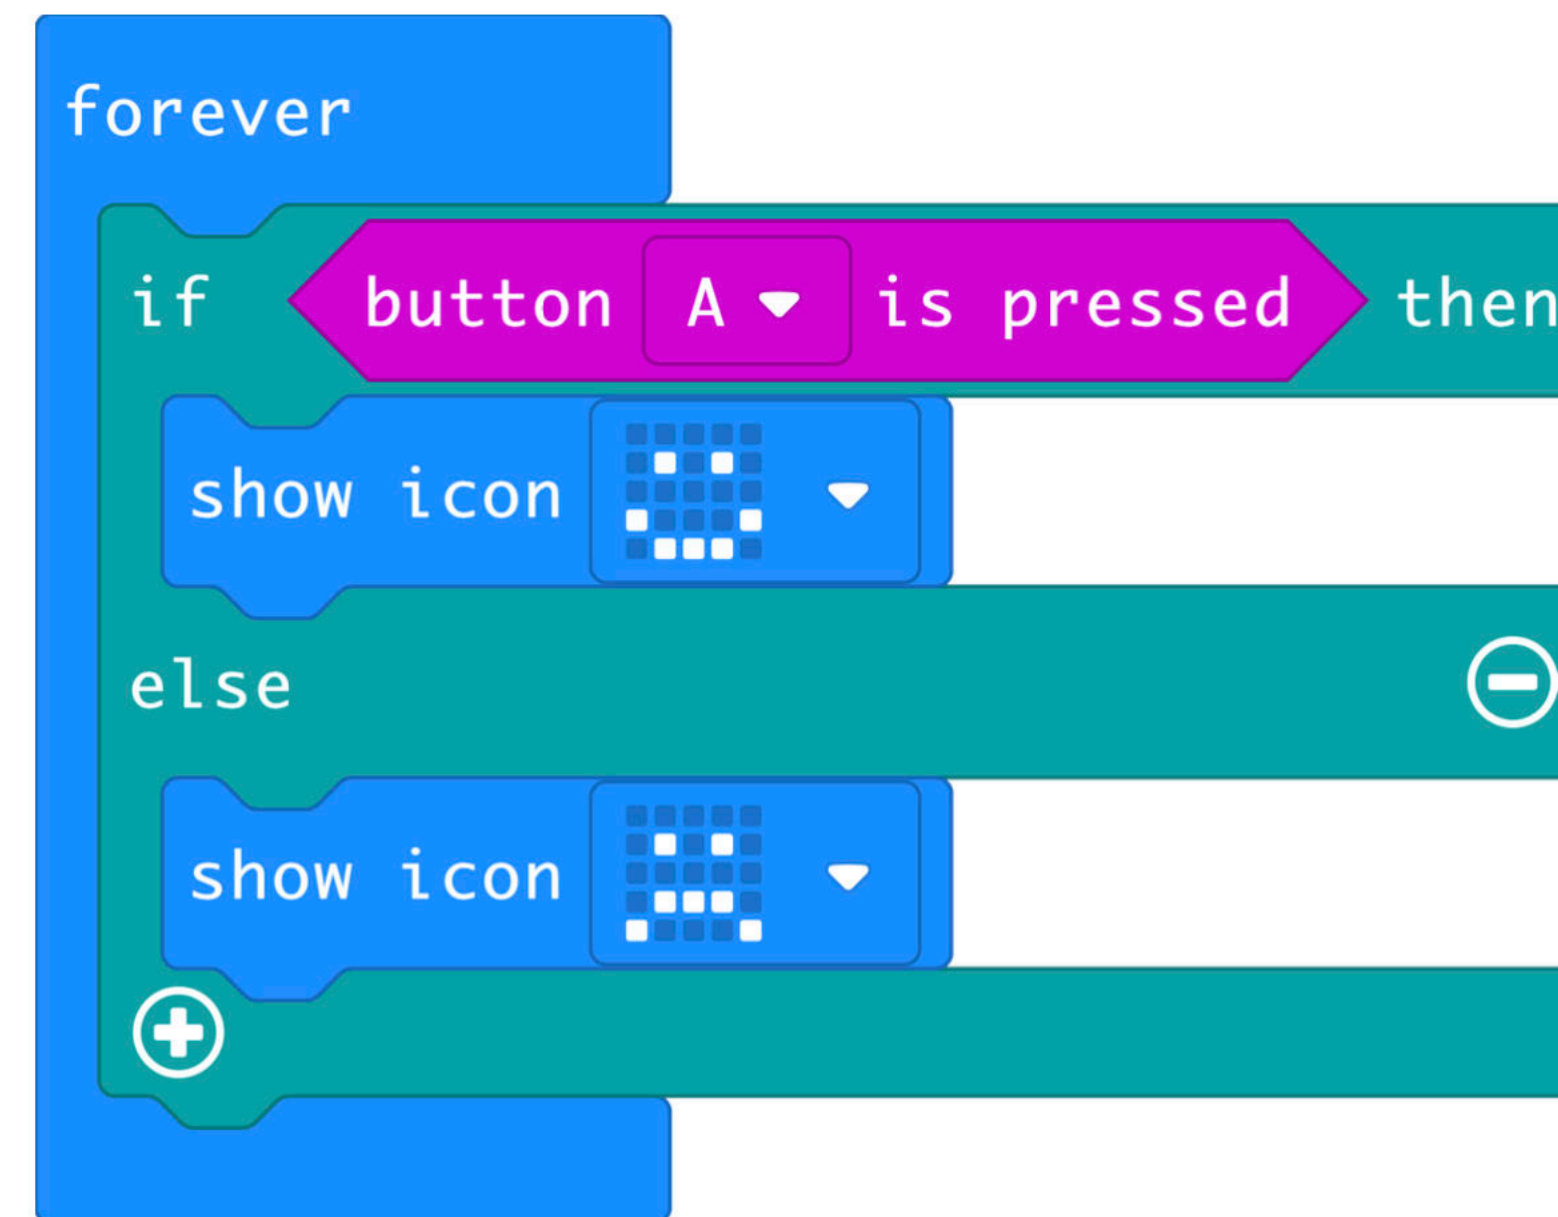 forever
if button A is pressed then
show icon
else
show icon